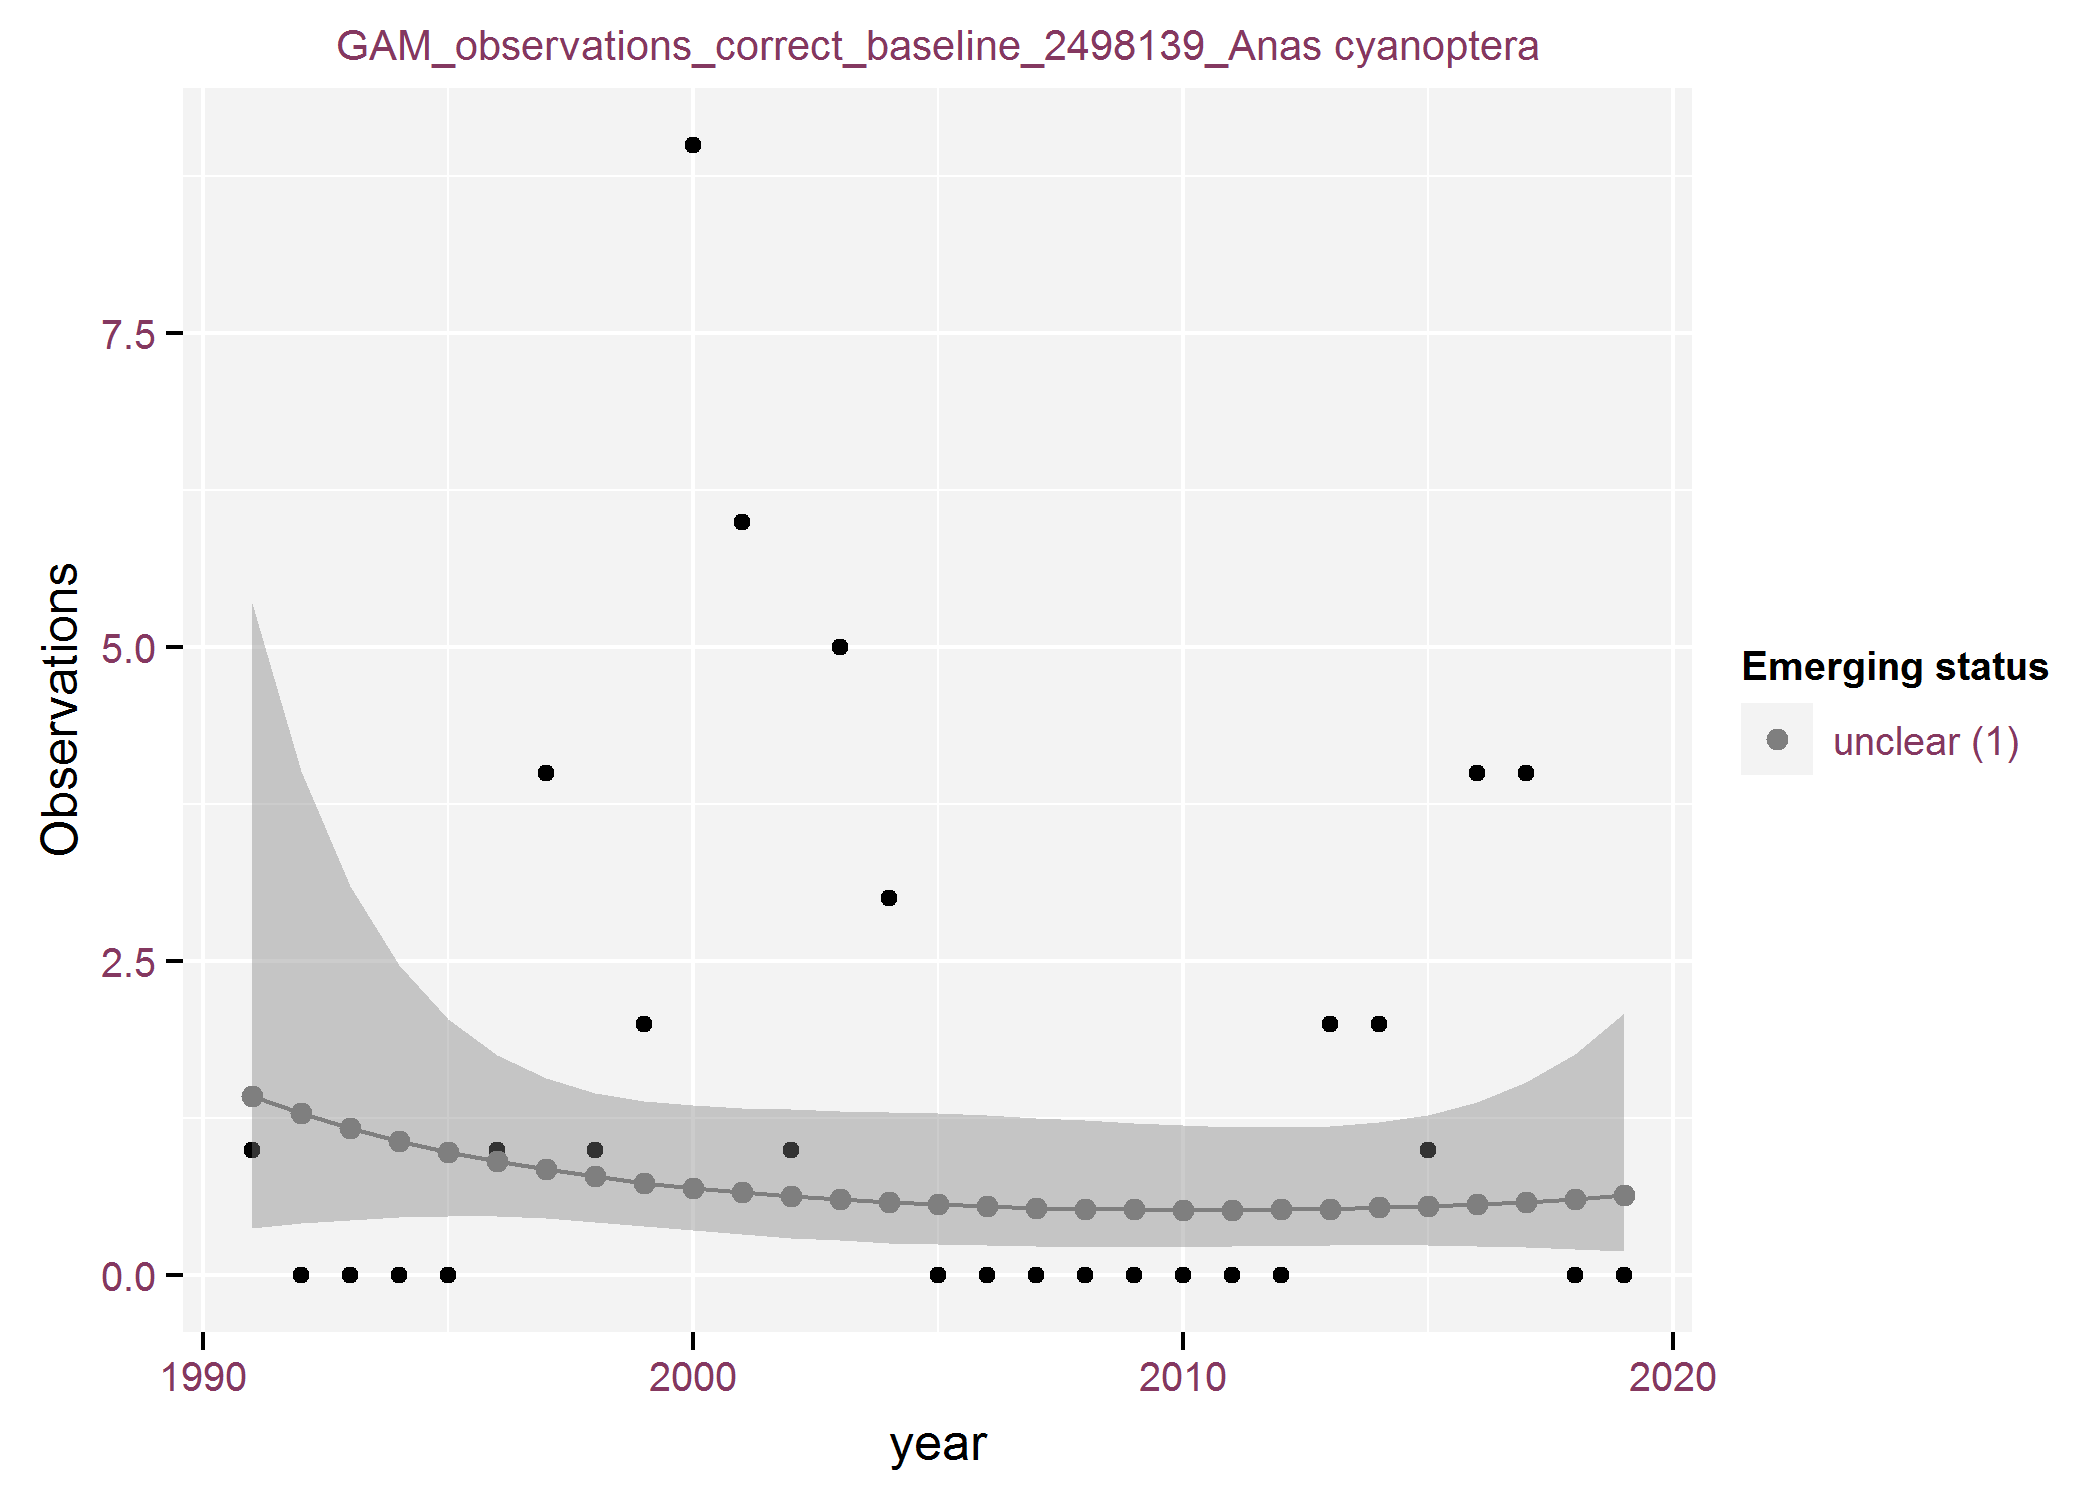 GAM_observations_correct_baseline_2498139_Anas cyanoptera
Observations
7.5
5.0
2.5
0.0
1990
2000
2010
2020
year
Emerging status
unclear (1)